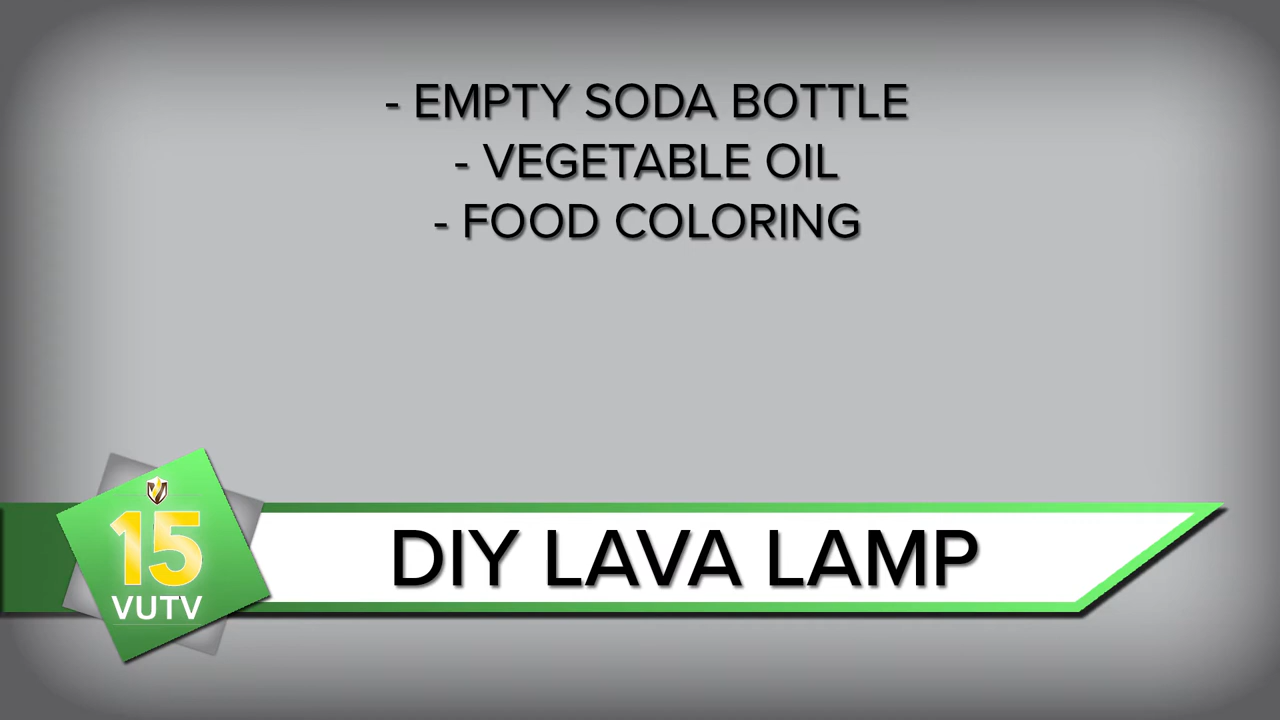 - EMPTY SODA BOTTLE
- VEGETABLE OIL
- FOOD COLORING
15
VUTV
DIY LAVA LAMP